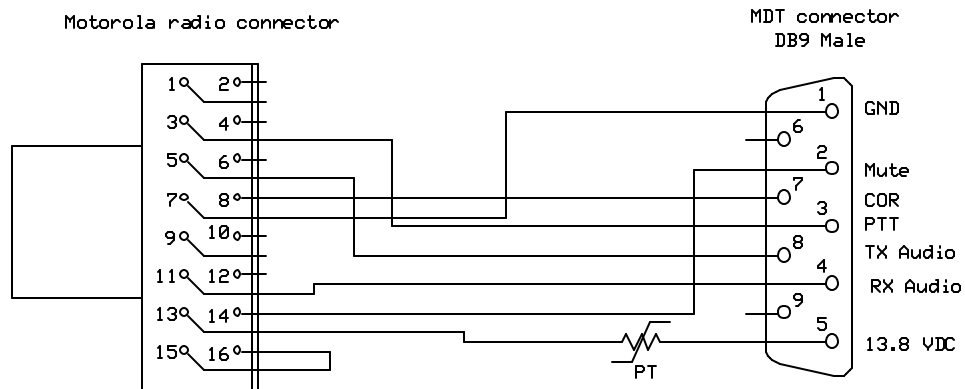 Motorola radio connector
MDT connector
DB9 Male
1 2
3 4
5 6
7 8
9 10
11 12
13 14
15 16
1 GND
6
2 Mute
7 COR
3 PTT
8 TX Audio
4 RX Audio
9
5 13.8 VDC
PT